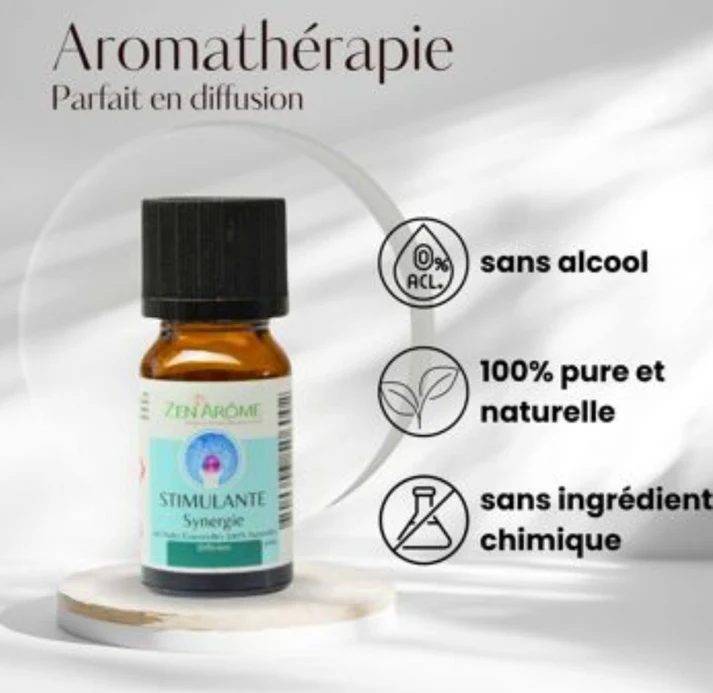 Aromathérapie
Parfait en diffusion
0%
ACL.
sans alcool
100% pure et
naturelle
sans ingrédient
chimique
ZEN'ARÔME
STIMULANTE
Synergie